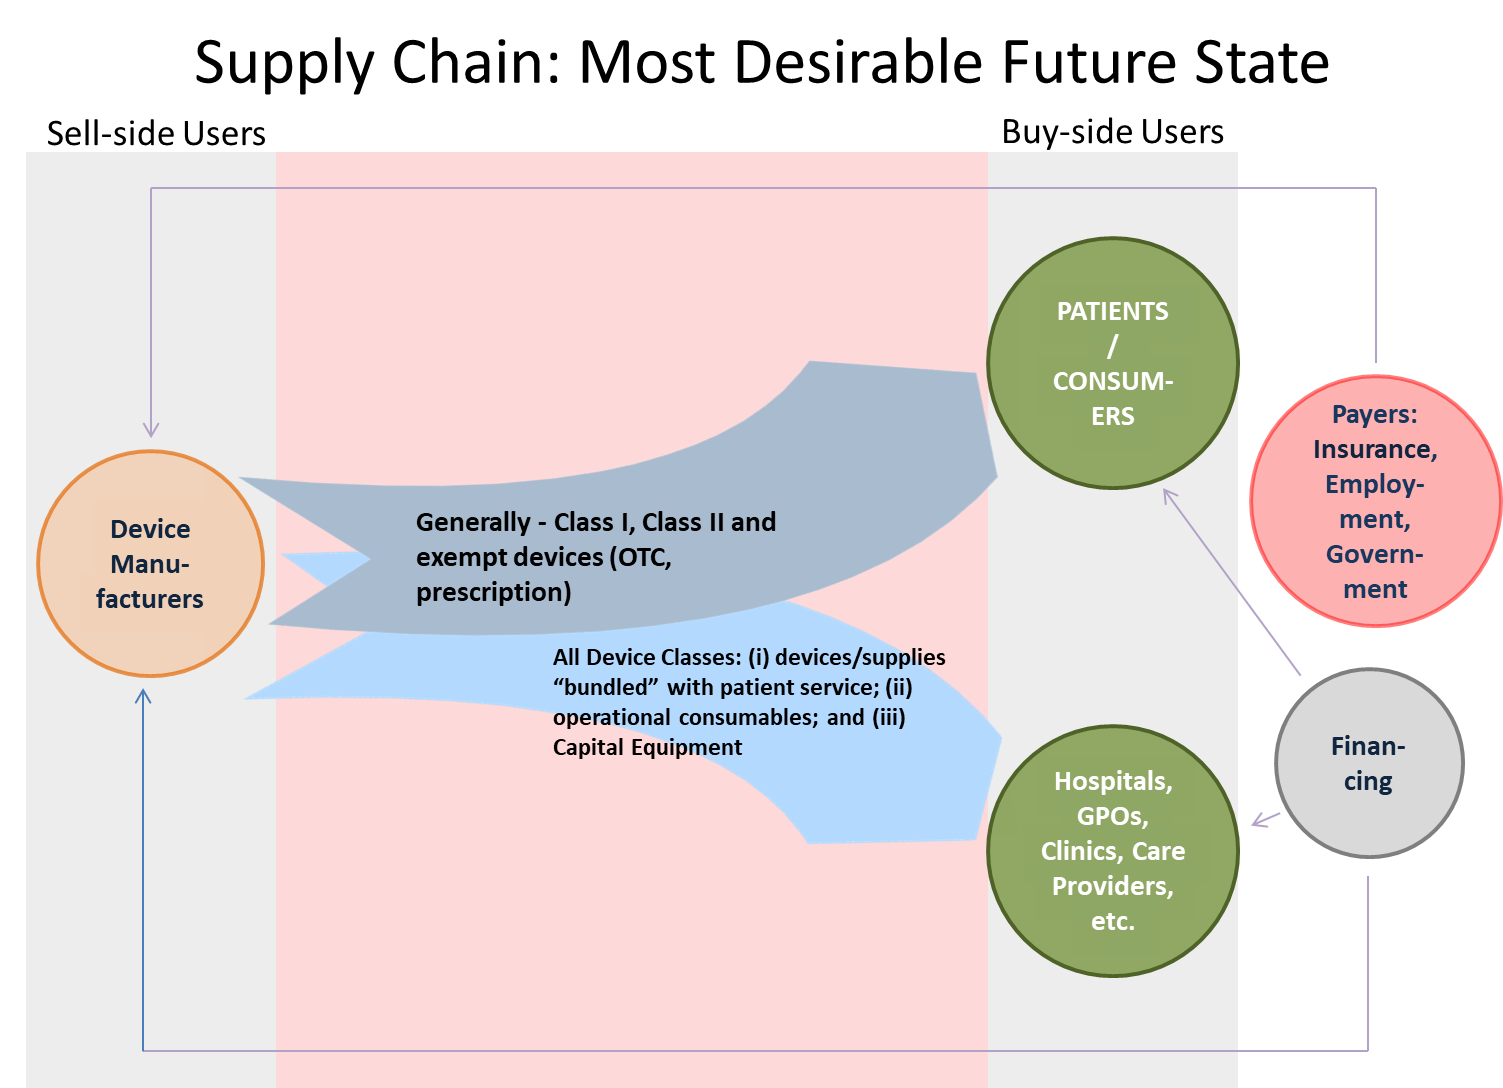 Supply Chain: Most Desirable Future State
Sell-side Users
Buy-side Users
PATIENTS
/
CONSUM-
ERS
Payers:
Insurance,
Employ-
ment,
Govern-
ment
Device
Manu-
facturers
Generally - Class I, Class II and
exempt devices (OTC,
prescription)
All Device Classes: (i) devices/supplies
“bundled” with patient service; (ii)
operational consumables; and (iii)
Capital Equipment
Finan-
cing
Hospitals,
GPOs,
Clinics, Care
Providers,
etc.